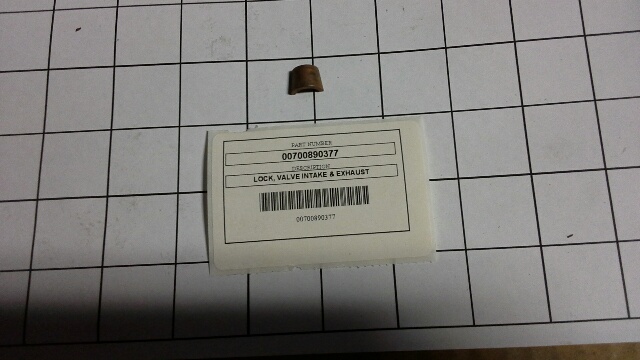 PART NUMBER
00700890377
DESCRIPTION
LOCK, VALVE INTAKE & EXHAUST
00700890377